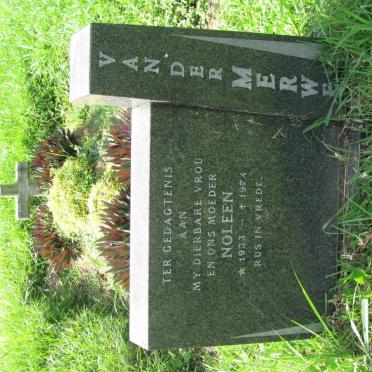 VAN DER MERWE
TER GEDAGTENIS
AAN
MY DIERBARE VROU
EN ONS MOEDER
NOLEEN
* 1933 † 1974
RUS IN VREDE.